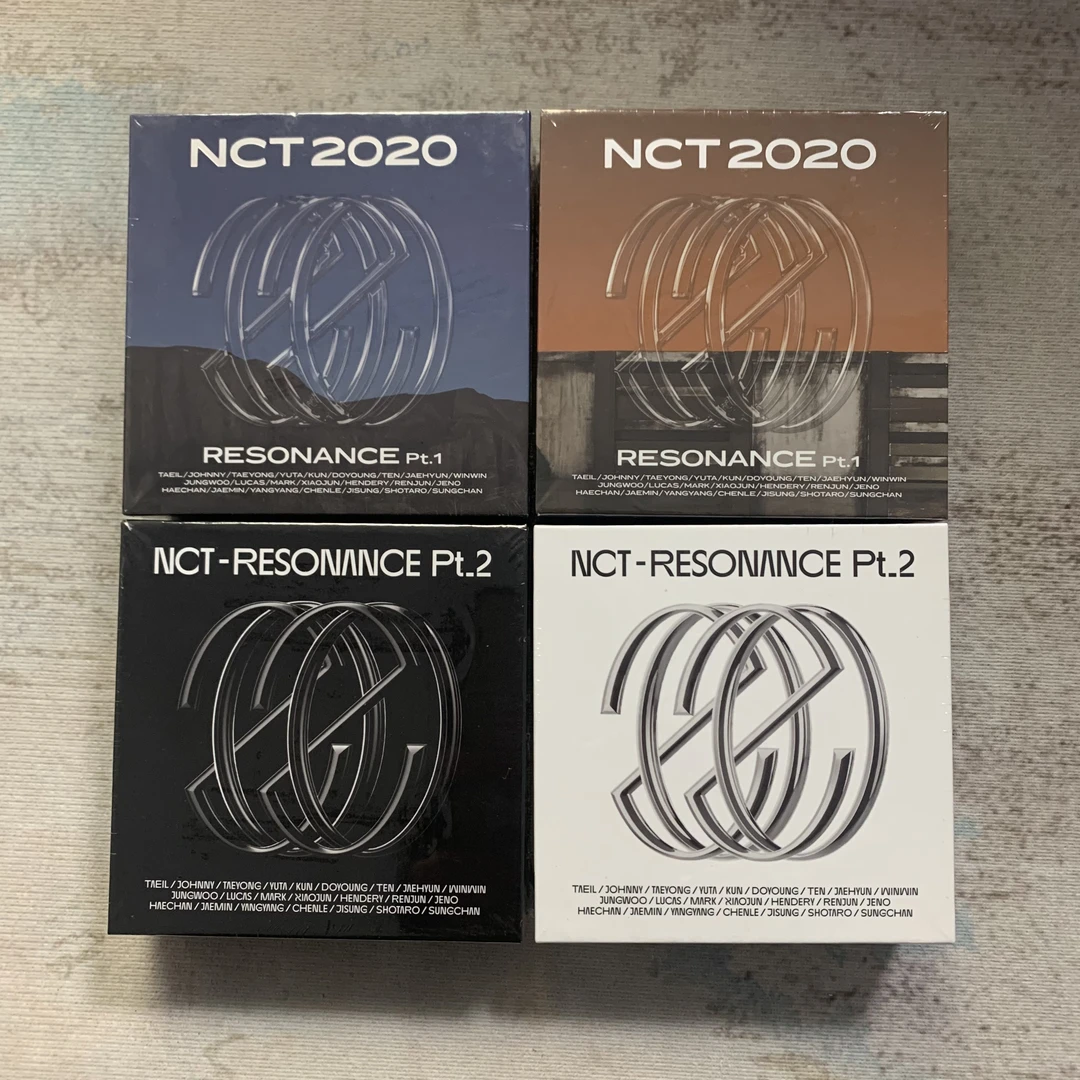 NCT 2020
RESONANCE Pt.1
TAEIL/JOHNNY/TAEYONG/YUTA/KUN/DOYOUNG/TEN/JAEHYUN/WINWIN
JUNGWOO/LUCAS/MARK/XIAOJUN/HENDERY/RENJUN/JENO
HAECHAN/JAEMIN/YANGYANG/CHENLE/JISUNG/SHOTARO/SUNGCHAN
NCT 2020
RESONANCE Pt.1
TAEIL/JOHNNY/TAEYONG/YUTA/KUN/DOYOUNG/TEN/JAEHYUN/WINWIN
JUNGWOO/LUCAS/MARK/XIAOJUN/HENDERY/RENJUN/JENO
HAECHAN/JAEMIN/YANGYANG/CHENLE/JISUNG/SHOTARO/SUNGCHAN
NCT - RESONANCE Pt.2
TAEIL / JOHNNY / TAEYONG / YUTA / KUN / DOYOUNG / TEN / JAEHYUN / WINWIN
JUNGWOO / LUCAS / MARK / XIAOJUN / HENDERY / RENJUN / JENO
HAECHAN / JAEMIN / YANGYANG / CHENLE / JISUNG / SHOTARO / SUNGCHAN
NCT - RESONANCE Pt.2
TAEIL / JOHNNY / TAEYONG / YUTA / KUN / DOYOUNG / TEN / JAEHYUN / WINWIN
JUNGWOO / LUCAS / MARK / XIAOJUN / HENDERY / RENJUN / JENO
HAECHAN / JAEMIN / YANGYANG / CHENLE / JISUNG / SHOTARO / SUNGCHAN